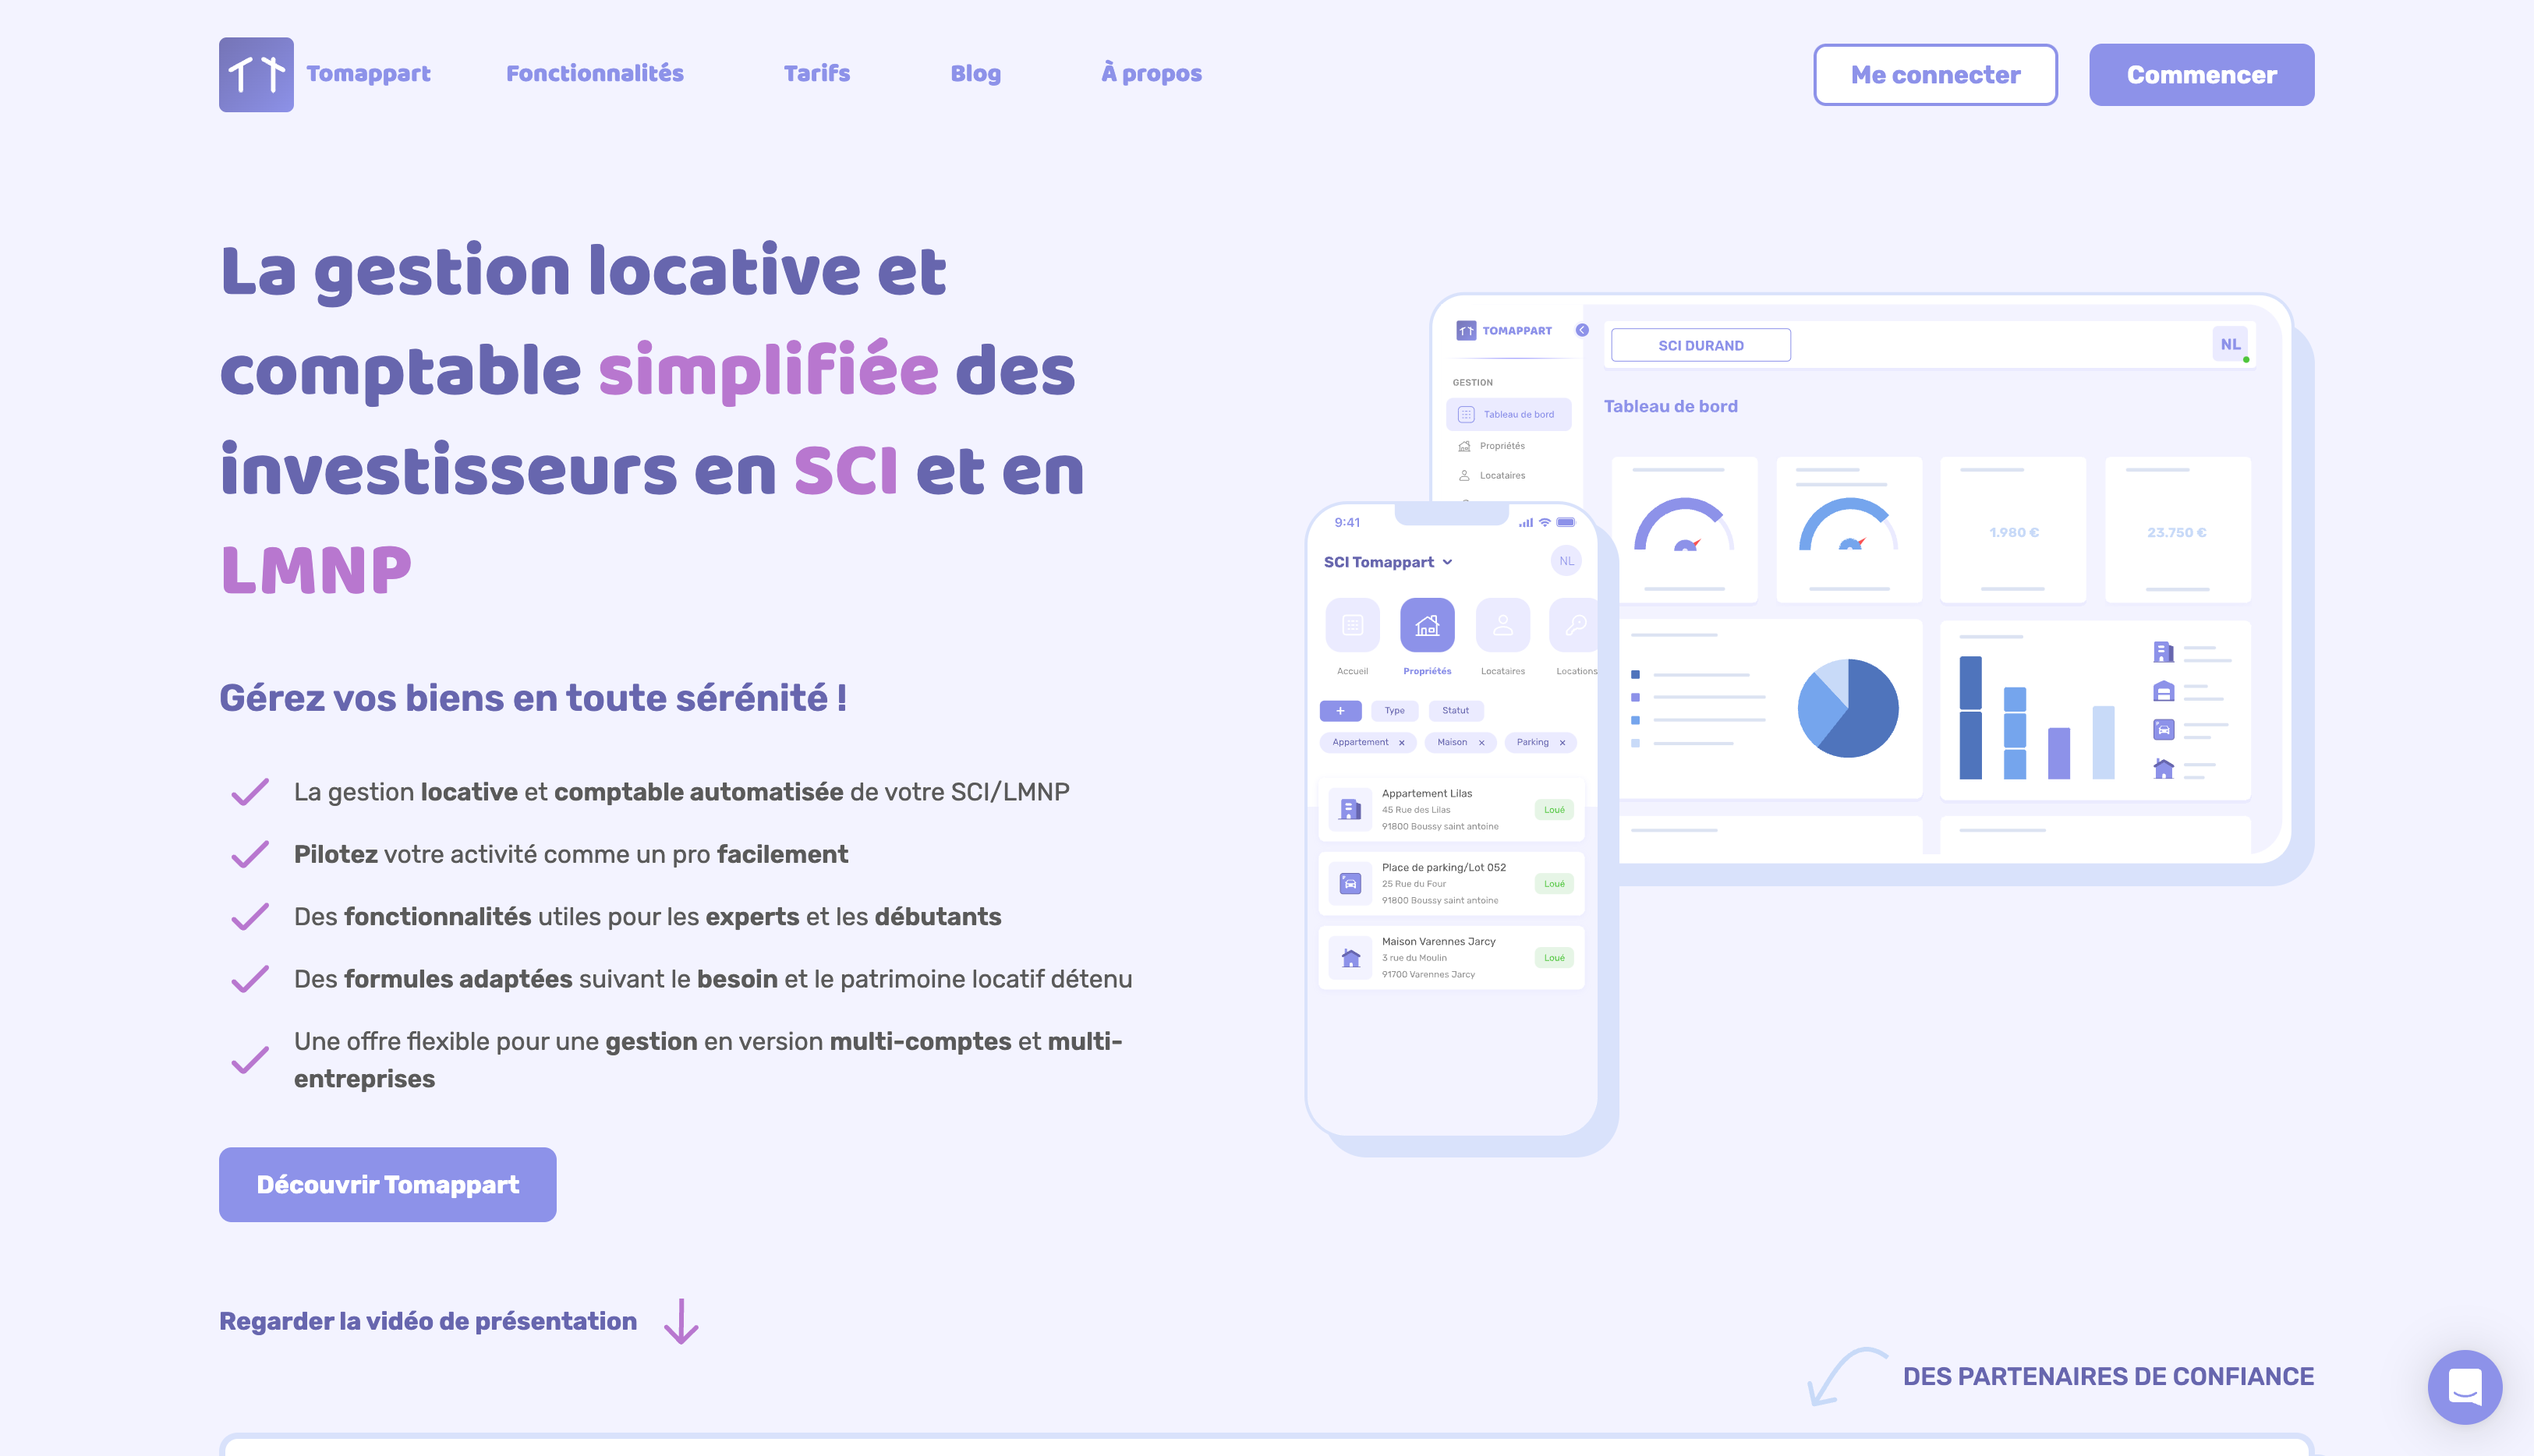 Tomappart
Fonctionnalités
Tarifs
Blog
À propos
Me connecter
Commencer
La gestion locative et
comptable simplifiée des
investisseurs en SCI et en
LMNP
Gérez vos biens en toute sérénité !
La gestion locative et comptable automatisée de votre SCI/LMNP
Pilotez votre activité comme un pro facilement
Des fonctionnalités utiles pour les experts et les débutants
Des formules adaptées suivant le besoin et le patrimoine locatif détenu
Une offre flexible pour une gestion en version multi-comptes et multi-
entreprises
Découvrir Tomappart
Regarder la vidéo de présentation
TOMAPPART
SCI DURAND
NL
GESTION
Tableau de bord
Propriétés
Locataires
Tableau de bord
1.980 €
23.750 €
9:41
SCI Tomappart
NL
Accueil
Propriétés
Locataires
Locations
+
Type
Statut
Appartement ×
Maison ×
Parking ×
Appartement Lilas
45 Rue des Lilas
91800 Boussy saint antoine
Loué
Place de parking/Lot 052
25 Rue du Four
91800 Boussy saint antoine
Loué
Maison Varennes Jarcy
3 rue du Moulin
91700 Varennes Jarcy
Loué
DES PARTENAIRES DE CONFIANCE